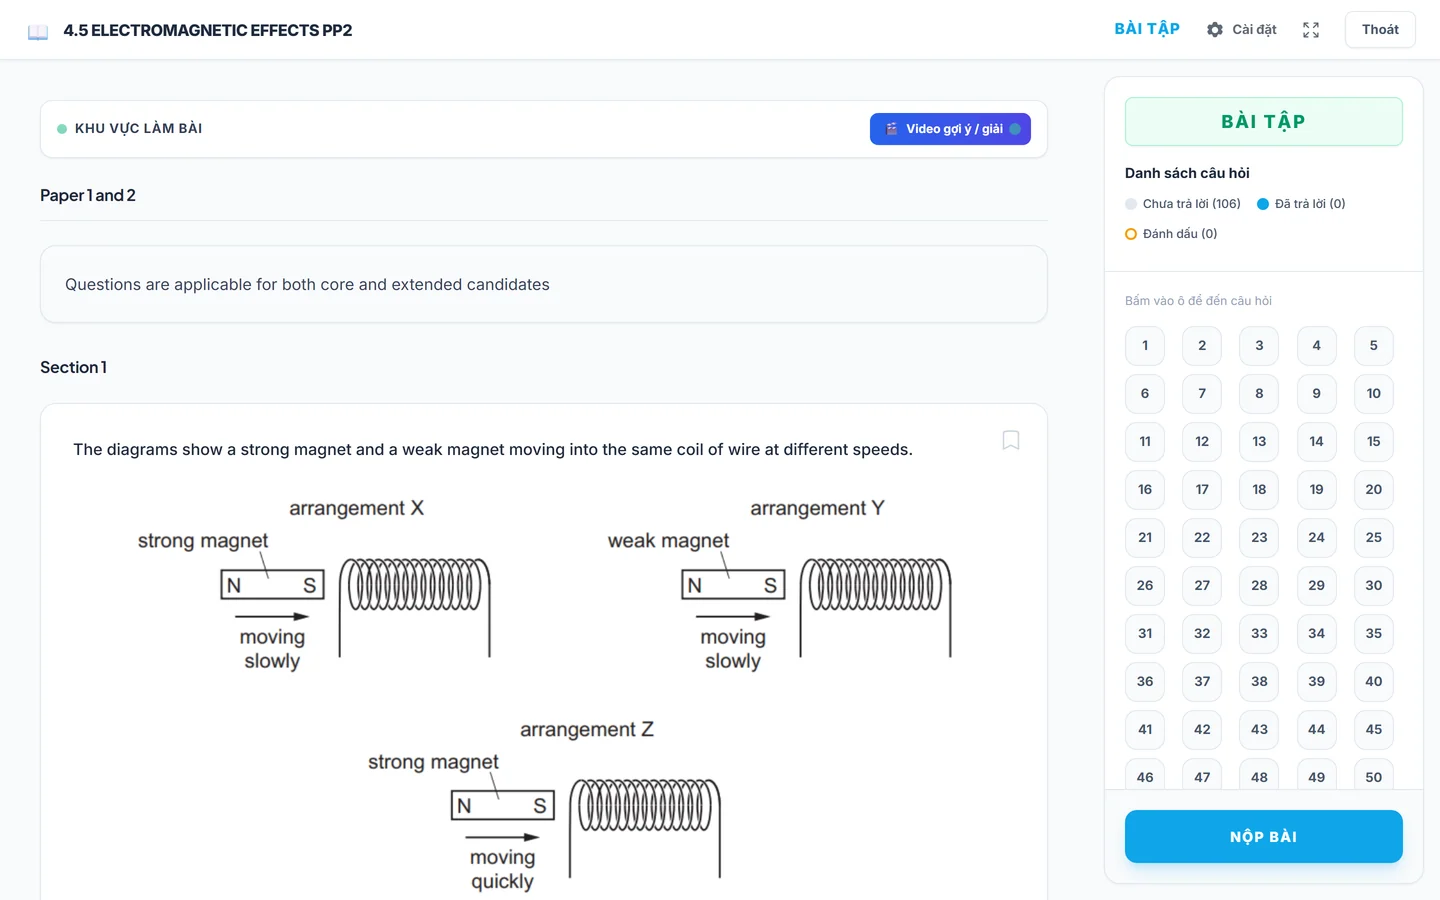 4.5 ELECTROMAGNETIC EFFECTS PP2
BÀI TẬP
Cài đặt
Thoát
KHU VỰC LÀM BÀI
Video gợi ý / giải
Paper 1 and 2
Questions are applicable for both core and extended candidates
Section 1
The diagrams show a strong magnet and a weak magnet moving into the same coil of wire at different speeds.
arrangement X
strong magnet
N S
moving
slowly
arrangement Y
weak magnet
N S
moving
slowly
arrangement Z
strong magnet
N S
moving
quickly
BÀI TẬP
Danh sách câu hỏi
Chưa trả lời (106)
Đã trả lời (0)
Đánh dấu (0)
Bấm vào ô để đến câu hỏi
1 2 3 4 5
6 7 8 9 10
11 12 13 14 15
16 17 18 19 20
21 22 23 24 25
26 27 28 29 30
31 32 33 34 35
36 37 38 39 40
41 42 43 44 45
46 47 48 49 50
NỘP BÀI